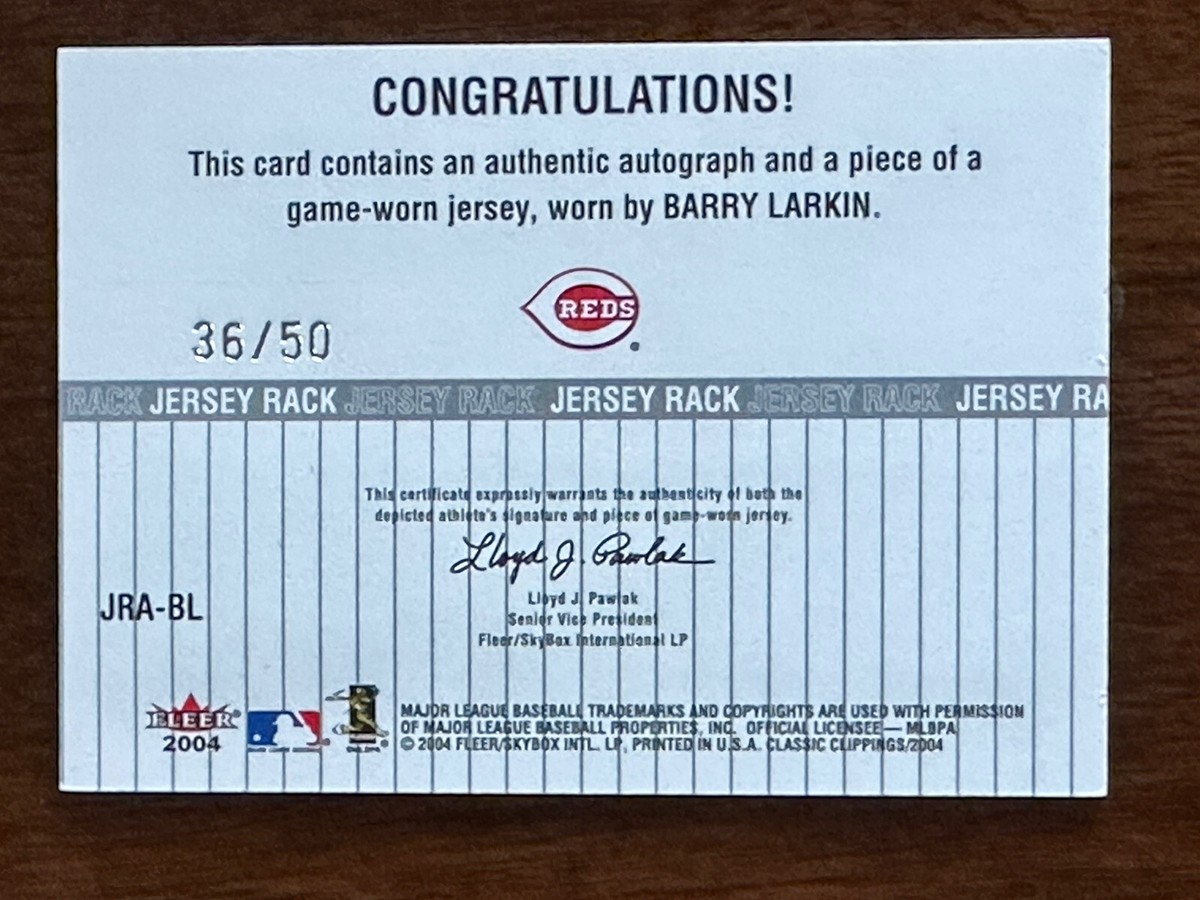 CONGRATULATIONS!
This card contains an authentic autograph and a piece of a
game-worn jersey, worn by BARRY LARKIN.
REDS
36/50
RACK JERSEY RACK JERSEY RACK JERSEY RACK JERSEY RACK JERSEY RA
This certificate expressly warrants the authenticity of both the
depicted athlete's signature and piece of game-worn jersey.
Lloyd J. Pawlak
Lloyd J. Pawlak
Senior Vice President
Fleer/SkyBox International LP
JRA-BL
FLEER
2004
MAJOR LEAGUE BASEBALL TRADEMARKS AND COPYRIGHTS ARE USED WITH PERMISSION
OF MAJOR LEAGUE BASEBALL PROPERTIES, INC. OFFICIAL LICENSEE — MLBPA
© 2004 FLEER/SKYBOX INTL. LP, PRINTED IN U.S.A. CLASSIC CLIPPINGS/2004